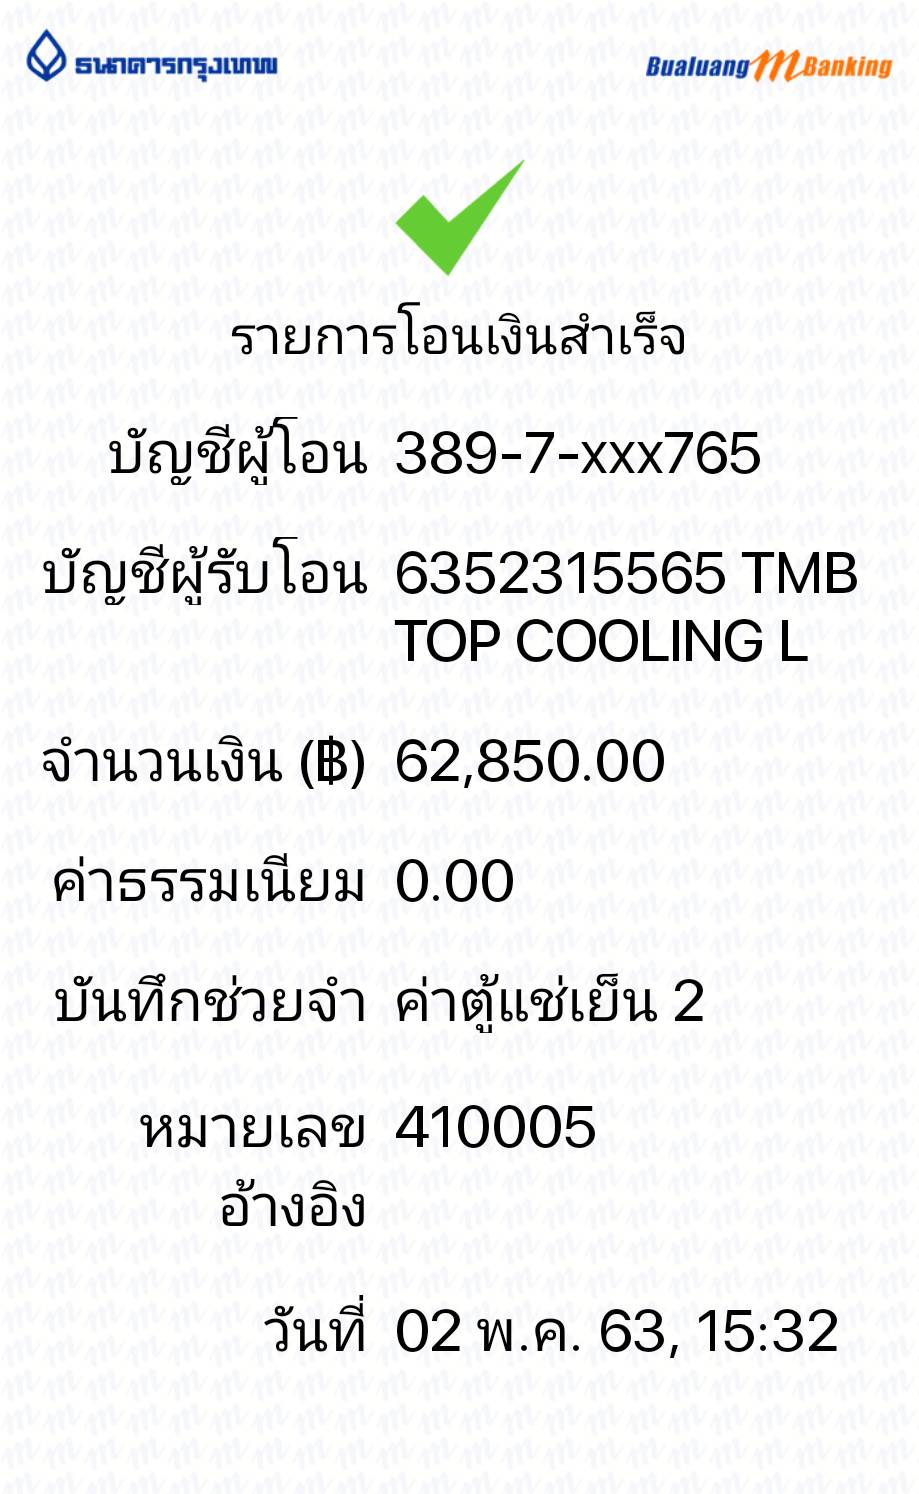 ธนาคารกรุงเทพ Bualuang mBanking
รายการโอนเงินสำเร็จ
บัญชีผู้โอน 389-7-xxx765
บัญชีผู้รับโอน 6352315565 TMB
TOP COOLING L
จำนวนเงิน (฿) 62,850.00
ค่าธรรมเนียม 0.00
บันทึกช่วยจำ ค่าตู้แช่เย็น 2
หมายเลข 410005
อ้างอิง
วันที่ 02 พ.ค. 63, 15:32